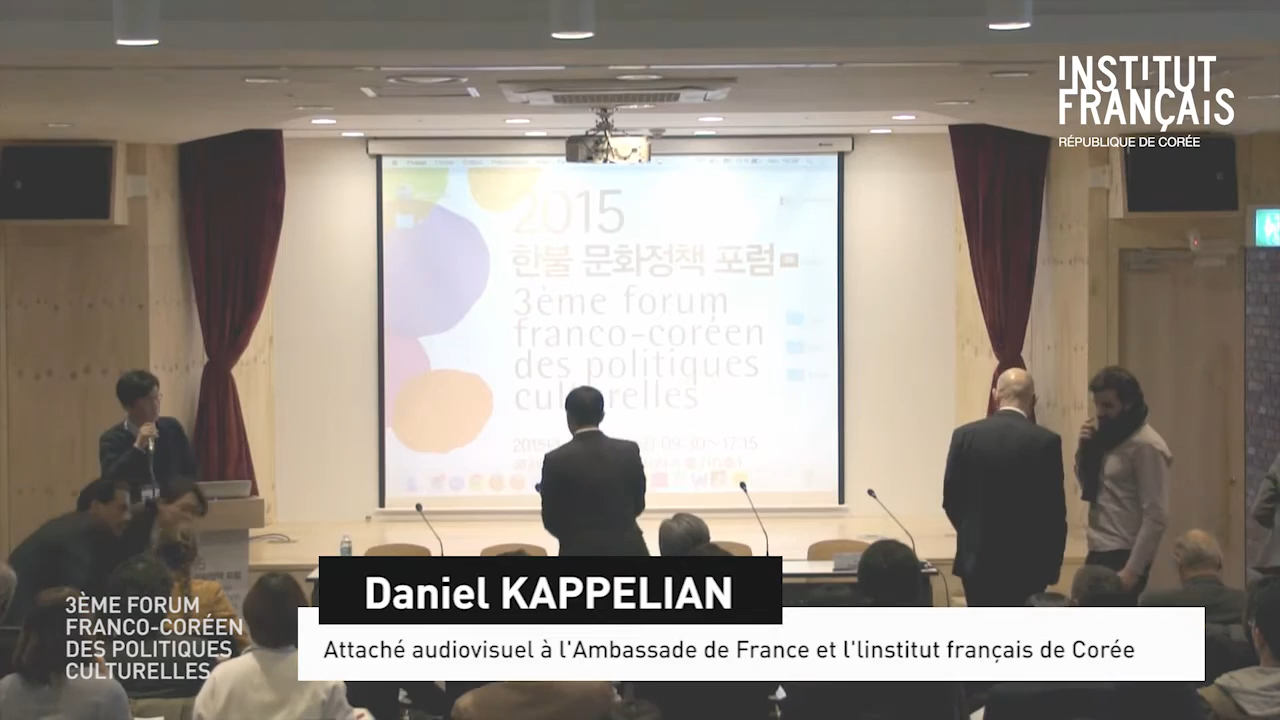 INSTITUT
FRANÇAIS
RÉPUBLIQUE DE CORÉE
2015
한불 문화정책 포럼
3ème forum
franco-coréen
des politiques
culturelles
3ÈME FORUM
FRANCO-CORÉEN
DES POLITIQUES
CULTURELLES
Daniel KAPPELIAN
Attaché audiovisuel à l'Ambassade de France et l'linstitut français de Corée